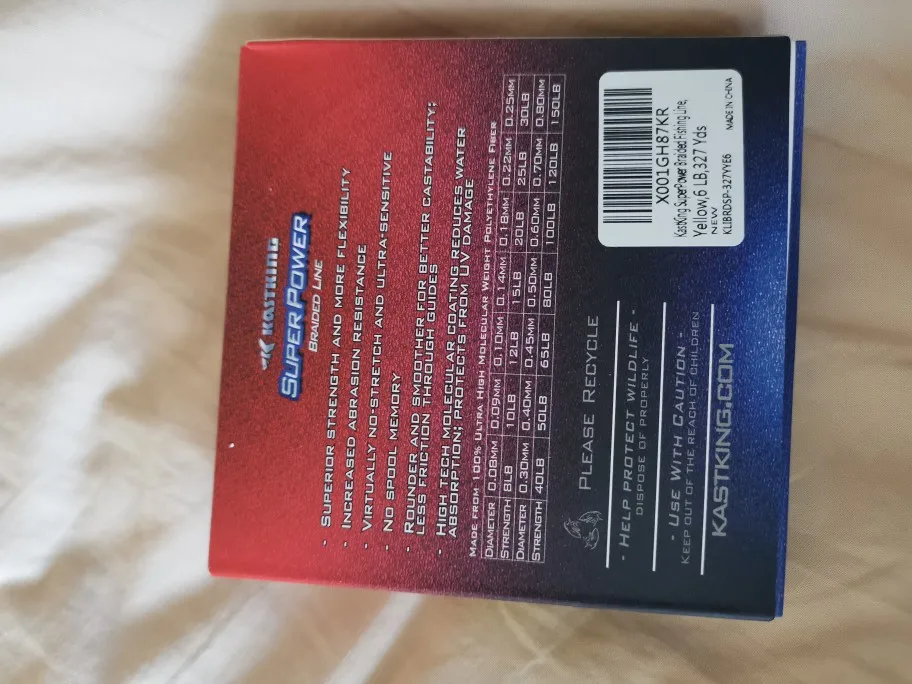 KASTKING
SUPERPOWER
BRAIDED LINE
- SUPERIOR STRENGTH AND MORE FLEXIBILITY
- INCREASED ABRASION RESISTANCE
- VIRTUALLY NO-STRETCH AND ULTRA-SENSITIVE
- NO SPOOL MEMORY
- ROUNDER AND SMOOTHER FOR BETTER CASTABILITY;
LESS FRICTION THROUGH GUIDES
- HIGH TECH MOLECULAR COATING REDUCES WATER
ABSORPTION; PROTECTS FROM UV DAMAGE
MADE FROM 100% ULTRA HIGH MOLECULAR WEIGHT POLYETHYLENE FIBER
DIAMETER 0.08MM 0.09MM 0.10MM 0.14MM 0.18MM 0.22MM 0.25MM
STRENGTH 8LB 10LB 12LB 15LB 20LB 25LB 30LB
DIAMETER 0.30MM 0.40MM 0.45MM 0.50MM 0.60MM 0.70MM 0.80MM
STRENGTH 40LB 50LB 65LB 80LB 100LB 120LB 150LB
PLEASE RECYCLE
- HELP PROTECT WILDLIFE -
DISPOSE OF PROPERLY
- USE WITH CAUTION -
KEEP OUT OF THE REACH OF CHILDREN
KASTKING.COM
X001GH87KR
KastKing SuperPower Braided Fishing Line,
Yellow,6 LB,327 Yds
NEW
KLIBRDSP-327YYE6
MADE IN CHINA